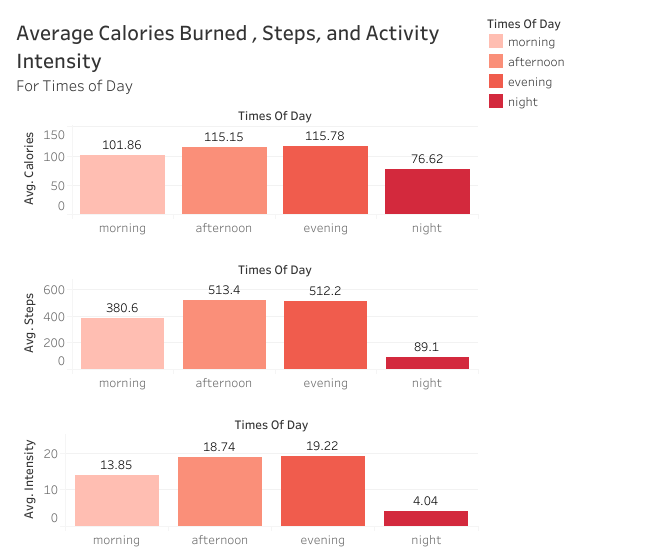 Average Calories Burned , Steps, and Activity
Intensity
For Times of Day
Times Of Day
morning
afternoon
evening
night
Times Of Day
Avg. Calories
150
100
50
0
101.86
115.15
115.78
76.62
morning
afternoon
evening
night
Times Of Day
Avg. Steps
600
400
200
0
380.6
513.4
512.2
89.1
morning
afternoon
evening
night
Times Of Day
Avg. Intensity
20
10
0
13.85
18.74
19.22
4.04
morning
afternoon
evening
night